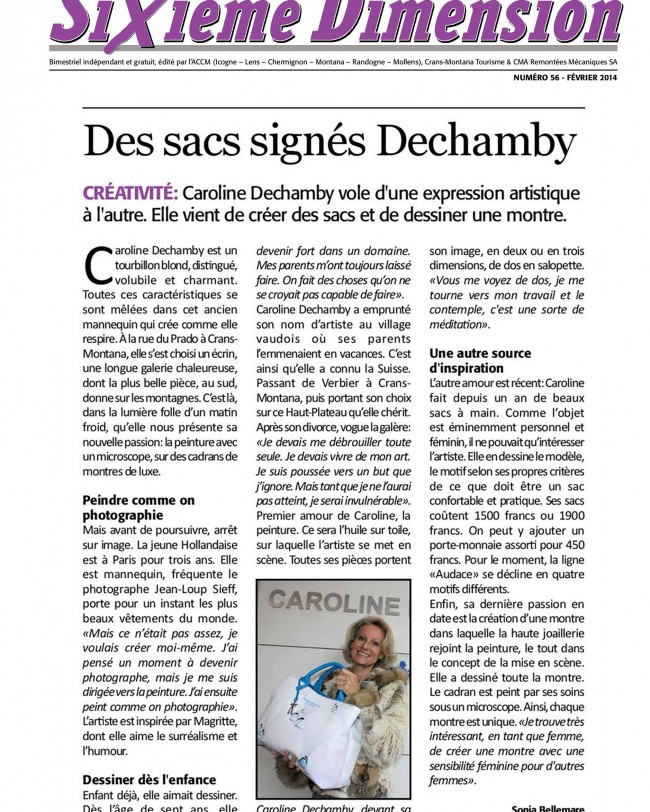 SiXième Dimension
Bimestriel indépendant et gratuit, édité par l'ACCM (Icogne – Lens – Chermignon – Montana – Randogne – Mollens), Crans-Montana Tourisme & CMA Remontées Mécaniques SA
NUMÉRO 56 - FÉVRIER 2014
Des sacs signés Dechamby
CRÉATIVITÉ: Caroline Dechamby vole d'une expression artistique
à l'autre. Elle vient de créer des sacs et de dessiner une montre.
Caroline Dechamby est un
tourbillon blond, distingué,
volubile et charmant.
Toutes ces caractéristiques se
sont mêlées dans cet ancien
mannequin qui crée comme elle
respire. À la rue du Prado à Crans-
Montana, elle s'est choisi un écrin,
une longue galerie chaleureuse,
dont la plus belle pièce, au sud,
donne sur les montagnes. C'est là,
dans la lumière folle d'un matin
froid, qu'elle nous présente sa
nouvelle passion: la peinture avec
un microscope, sur des cadrans de
montres de luxe.
Peindre comme on
photographie
Mais avant de poursuivre, arrêt
sur image. La jeune Hollandaise
est à Paris pour trois ans. Elle
est mannequin, fréquente le
photographe Jean-Loup Sieff,
porte pour un instant les plus
beaux vêtements du monde.
«Mais ce n'était pas assez, je
voulais créer moi-même. J'ai
pensé un moment à devenir
photographe, mais je me suis
dirigée vers la peinture. J'ai ensuite
peint comme on photographie».
L'artiste est inspirée par Magritte,
dont elle aime le surréalisme et
l'humour.
Dessiner dès l'enfance
Enfant déjà, elle aimait dessiner.
Dès l'âge de sept ans, elle
devenir fort dans un domaine.
Mes parents m'ont toujours laissé
faire. On fait des choses qu'on ne
se croyait pas capable de faire».
Caroline Dechamby a emprunté
son nom d'artiste au village
vaudois où ses parents
l'emmenaient en vacances. C'est
ainsi qu'elle a connu la Suisse.
Passant de Verbier à Crans-
Montana, puis portant son choix
sur ce Haut-Plateau qu'elle chérit.
Après son divorce, vogue la galère:
«Je devais me débrouiller toute
seule. Je devais vivre de mon art.
Je suis poussée vers un but que
j'ignore. Mais tant que je ne l'aurai
pas atteint, je serai invulnérable».
Premier amour de Caroline, la
peinture. Ce sera l'huile sur toile,
sur laquelle l'artiste se met en
scène. Toutes ses pièces portent
CAROLINE
Caroline Dechamby, devant sa
son image, en deux ou en trois
dimensions, de dos en salopette.
«Vous me voyez de dos, je me
tourne vers mon travail et le
contemple, c'est une sorte de
méditation».
Une autre source
d'inspiration
L'autre amour est récent: Caroline
fait depuis un an de beaux
sacs à main. Comme l'objet
est éminemment personnel et
féminin, il ne pouvait qu'intéresser
l'artiste. Elle en dessine le modèle,
le motif selon ses propres critères
de ce que doit être un sac
confortable et pratique. Ses sacs
coûtent 1500 francs ou 1900
francs. On peut y ajouter un
porte-monnaie assorti pour 450
francs. Pour le moment, la ligne
«Audace» se décline en quatre
motifs différents.
Enfin, sa dernière passion en
date est la création d'une montre
dans laquelle la haute joaillerie
rejoint la peinture, le tout dans
le concept de la mise en scène.
Elle a dessiné toute la montre.
Le cadran est peint par ses soins
sous un microscope. Ainsi, chaque
montre est unique. «Je trouve très
intéressant, en tant que femme,
de créer une montre avec une
sensibilité féminine pour d'autres
femmes».
Sonia Bellemare